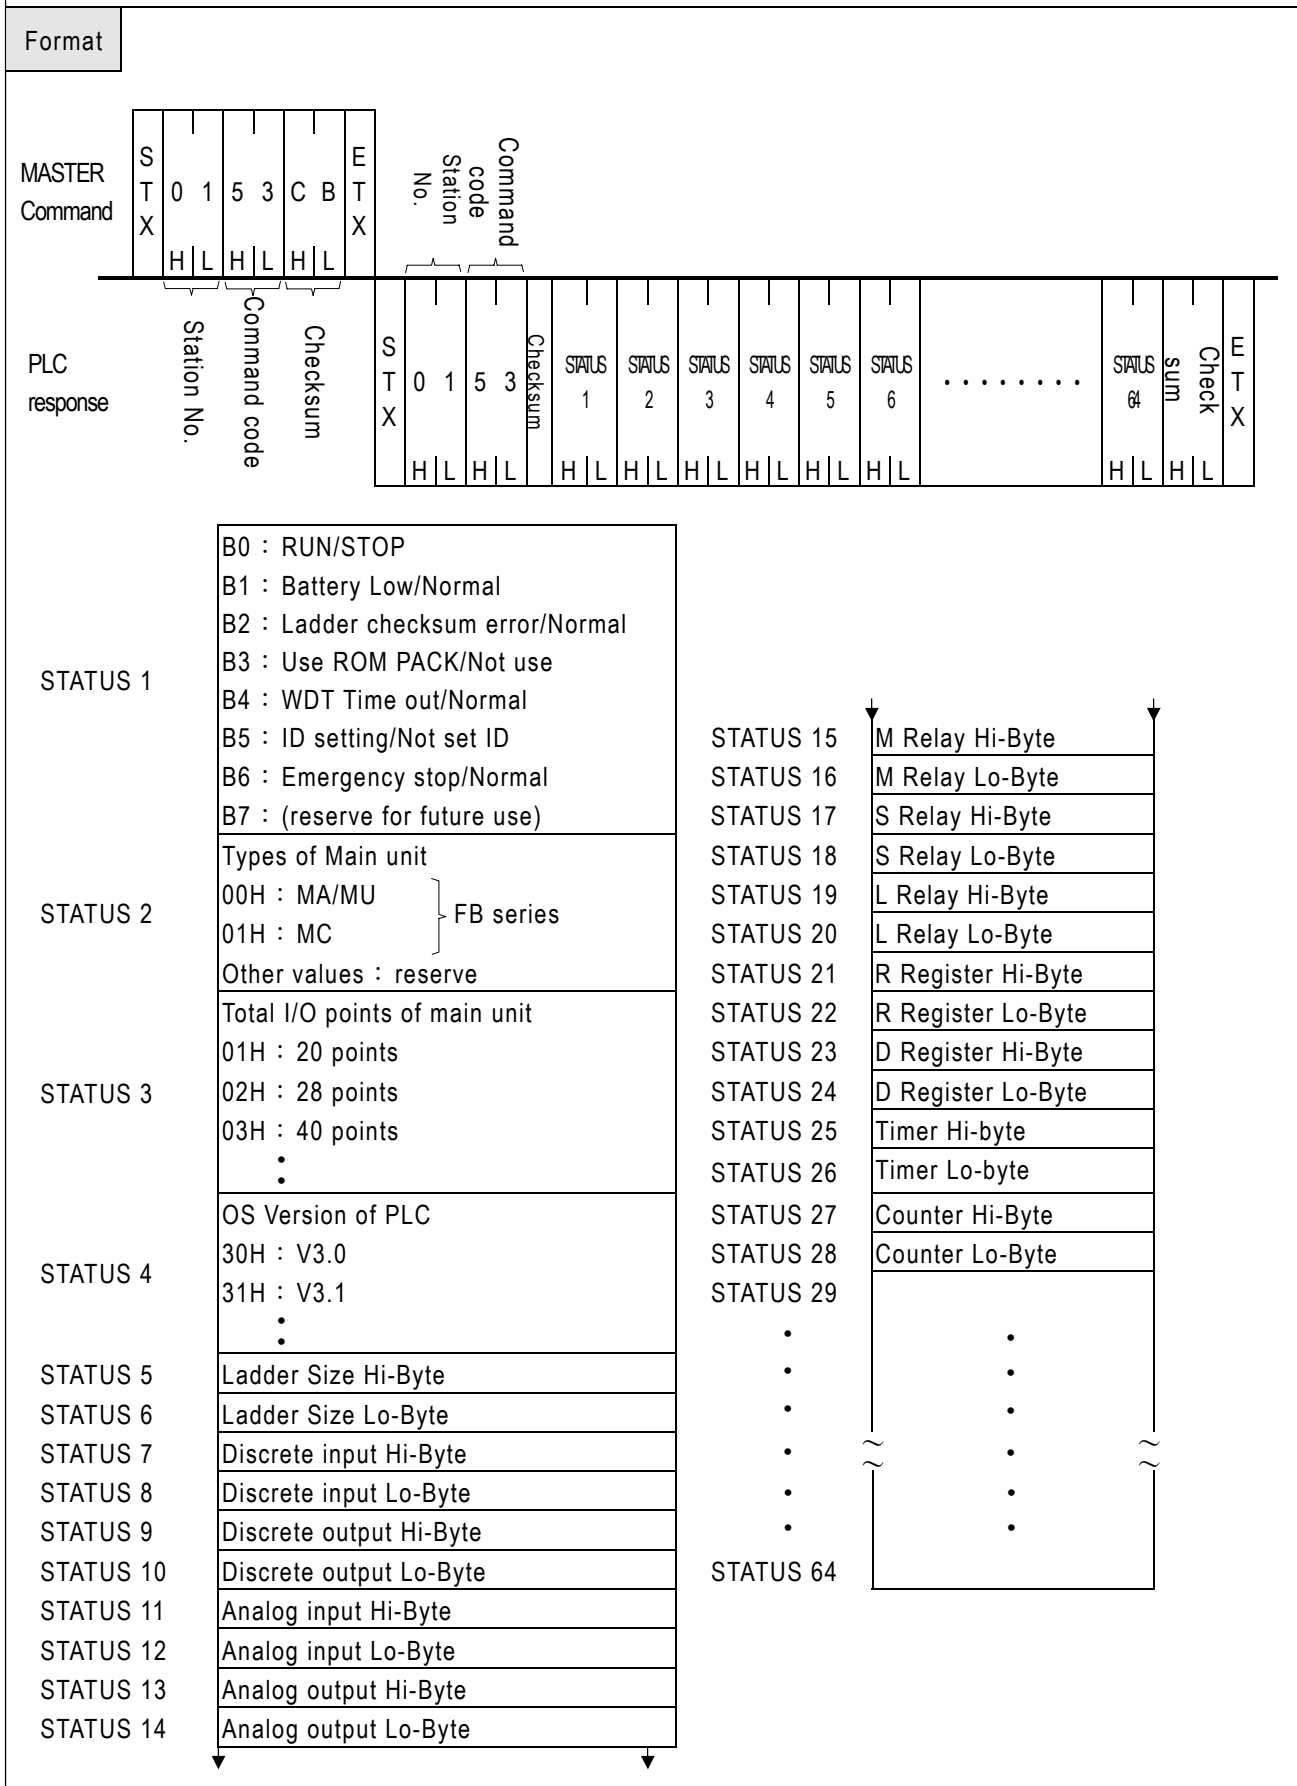 Format
MASTER
Command
STX 0 1 5 3 C B ETX
H L H L H L
Station No.
Command code
Checksum
Station
No.
Command
code
PLC
response
STX 0 1 5 3 Checksum STATUS 1 STATUS 2 STATUS 3 STATUS 4 STATUS 5 STATUS 6 ········ STATUS 64 Check sum ETX
H L H L H L H L H L H L H L H L H L H L
STATUS 1
B0：RUN/STOP
B1：Battery Low/Normal
B2：Ladder checksum error/Normal
B3：Use ROM PACK/Not use
B4：WDT Time out/Normal
B5：ID setting/Not set ID
B6：Emergency stop/Normal
B7：(reserve for future use)
STATUS 2
Types of Main unit
00H：MA/MU
01H：MC
FB series
Other values：reserve
STATUS 3
Total I/O points of main unit
01H：20 points
02H：28 points
03H：40 points
•
•
STATUS 4
OS Version of PLC
30H：V3.0
31H：V3.1
•
•
STATUS 5 Ladder Size Hi-Byte
STATUS 6 Ladder Size Lo-Byte
STATUS 7 Discrete input Hi-Byte
STATUS 8 Discrete input Lo-Byte
STATUS 9 Discrete output Hi-Byte
STATUS 10 Discrete output Lo-Byte
STATUS 11 Analog input Hi-Byte
STATUS 12 Analog input Lo-Byte
STATUS 13 Analog output Hi-Byte
STATUS 14 Analog output Lo-Byte
STATUS 15 M Relay Hi-Byte
STATUS 16 M Relay Lo-Byte
STATUS 17 S Relay Hi-Byte
STATUS 18 S Relay Lo-Byte
STATUS 19 L Relay Hi-Byte
STATUS 20 L Relay Lo-Byte
STATUS 21 R Register Hi-Byte
STATUS 22 R Register Lo-Byte
STATUS 23 D Register Hi-Byte
STATUS 24 D Register Lo-Byte
STATUS 25 Timer Hi-byte
STATUS 26 Timer Lo-byte
STATUS 27 Counter Hi-Byte
STATUS 28 Counter Lo-Byte
STATUS 29
• •
• •
• •
• •
• •
• •
STATUS 64